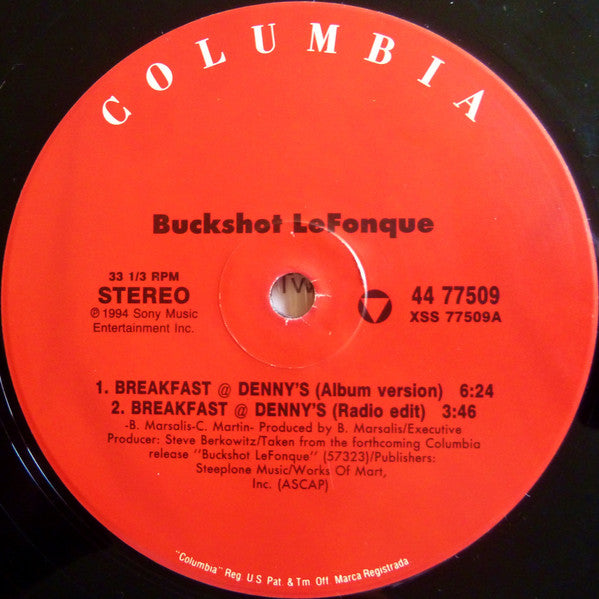 COLUMBIA
Buckshot LeFonque
33 1/3 RPM
STEREO
℗ 1994 Sony Music
Entertainment Inc.
44 77509
XSS 77509A
1. BREAKFAST @ DENNY'S (Album version) 6:24
2. BREAKFAST @ DENNY'S (Radio edit) 3:46
-B. Marsalis-C. Martin- Produced by B. Marsalis/Executive
Producer: Steve Berkowitz/Taken from the forthcoming Columbia
release "Buckshot LeFonque" (57323)/Publishers:
Steeplone Music/Works Of Mart,
Inc. (ASCAP)
"Columbia" Reg. U.S. Pat. & Tm. Off. Marca Registrada